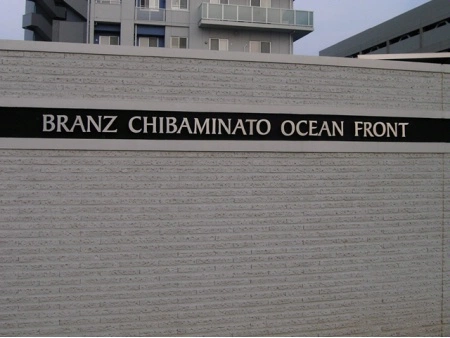 BRANZ CHIBAMINATO OCEAN FRONT